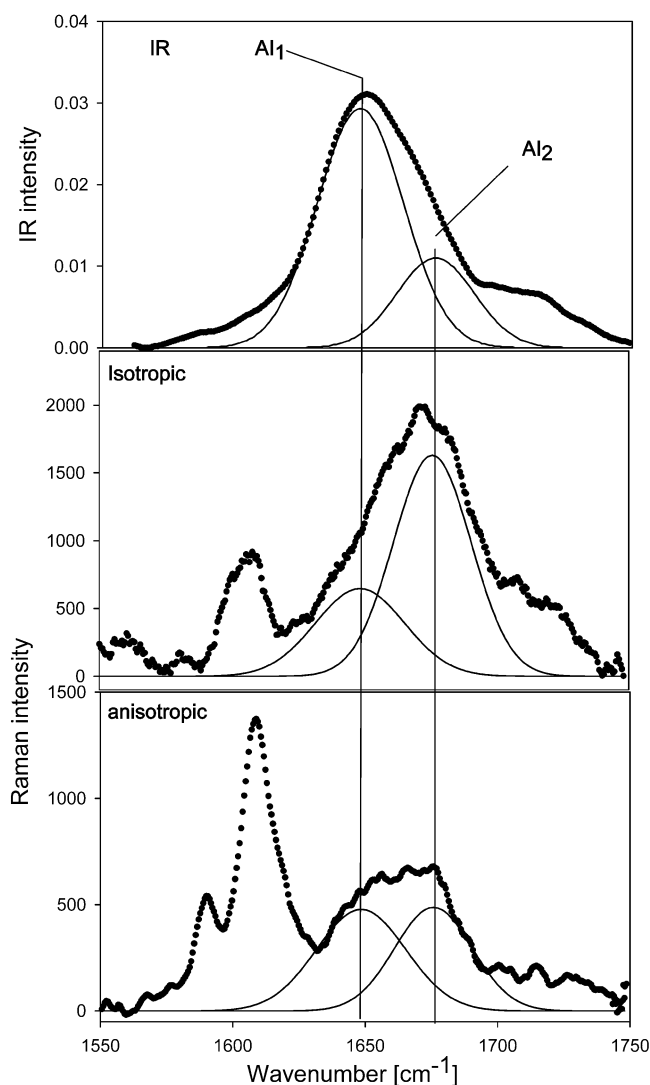 0.04
IR
AI1
0.03
AI2
0.02
0.01
0.00
IR intensity
Isotropic
2000
1500
1000
500
0
1500
anisotropic
1000
500
0
Raman intensity
1550 1600 1650 1700 1750
Wavenumber [cm-1]